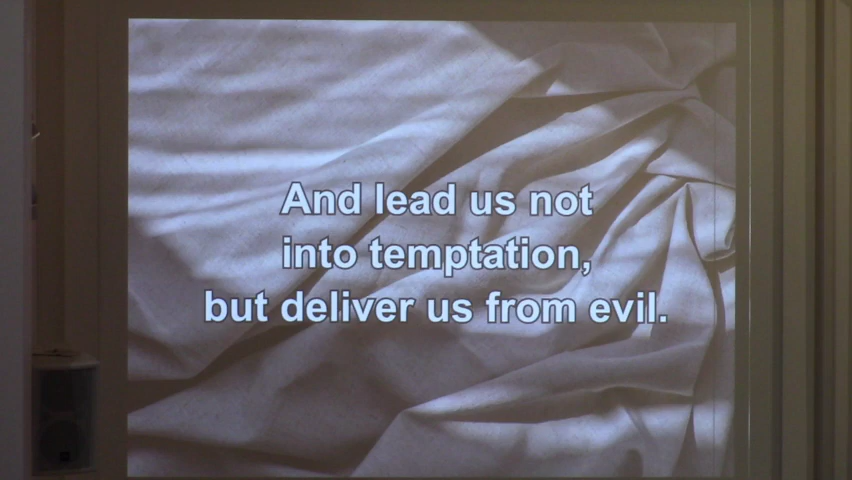 And lead us not
into temptation,
but deliver us from evil.